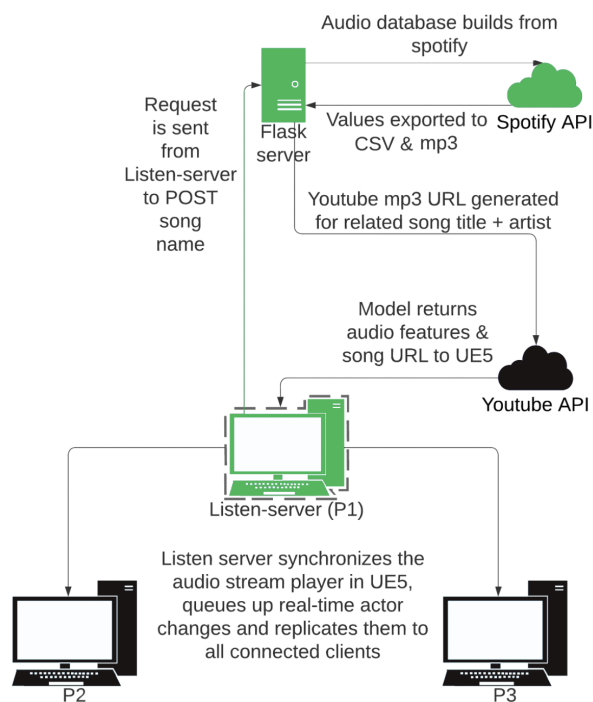 Audio database builds from
spotify
Request
is sent
from
Listen-server
to POST
song
name
Flask
server
Values exported to
CSV & mp3
Spotify API
Youtube mp3 URL generated
for related song title + artist
Model returns
audio features &
song URL to UE5
Youtube API
Listen-server (P1)
Listen server synchronizes the
audio stream player in UE5,
queues up real-time actor
changes and replicates them to
all connected clients
P2
P3